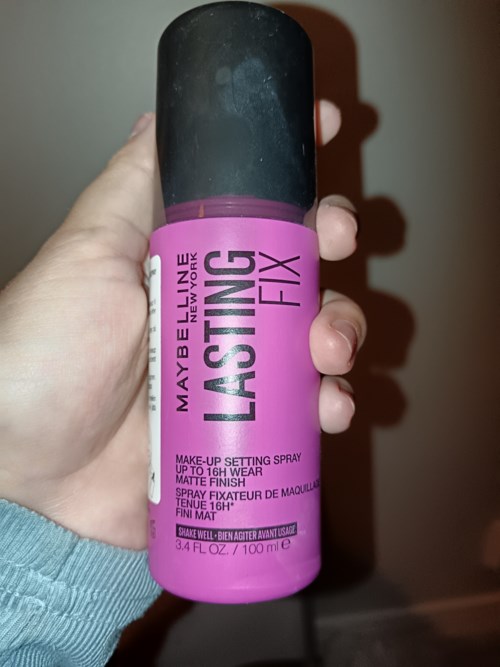 MAYBELLINE
NEW YORK
LASTING
FIX
MAKE-UP SETTING SPRAY
UP TO 16H WEAR
MATTE FINISH
SPRAY FIXATEUR DE MAQUILLAG
TENUE 16H*
FINI MAT
SHAKE WELL • BIEN AGITER AVANT USAGE
3.4 FL OZ. / 100 ml e